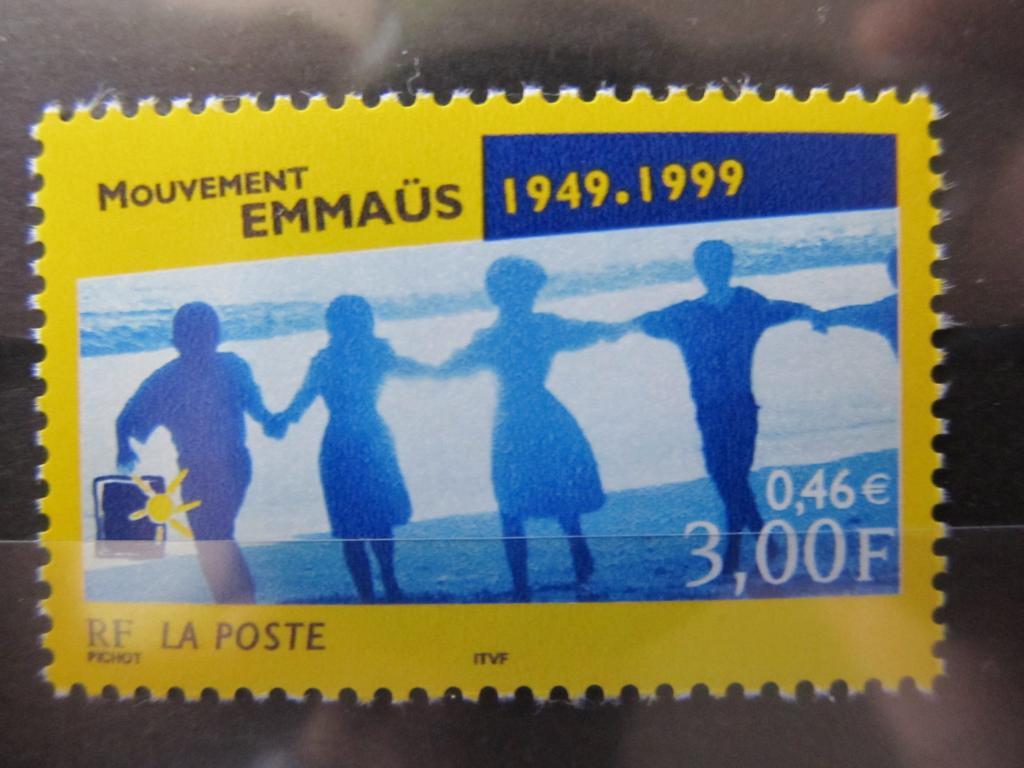 MOUVEMENT
EMMAÜS
1949.1999
0,46 €
3,00F
RF LA POSTE
PICHOT
ITVF